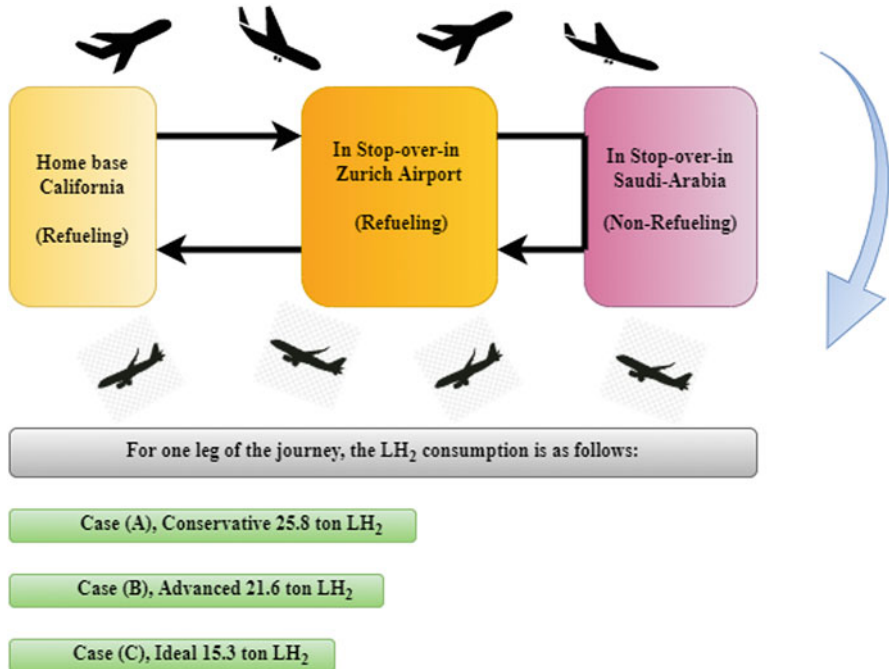 Home base
California
(Refueling)
In Stop-over-in
Zurich Airport
(Refueling)
In Stop-over-in
Saudi-Arabia
(Non-Refueling)
For one leg of the journey, the LH₂ consumption is as follows:
Case (A), Conservative 25.8 ton LH₂
Case (B), Advanced 21.6 ton LH₂
Case (C), Ideal 15.3 ton LH₂